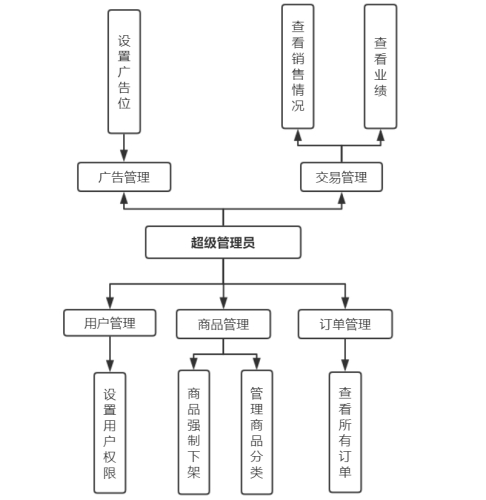 设置广告位
查看销售情况
查看业绩
广告管理
交易管理
超级管理员
用户管理
商品管理
订单管理
设置用户权限
商品强制下架
管理商品分类
查看所有订单